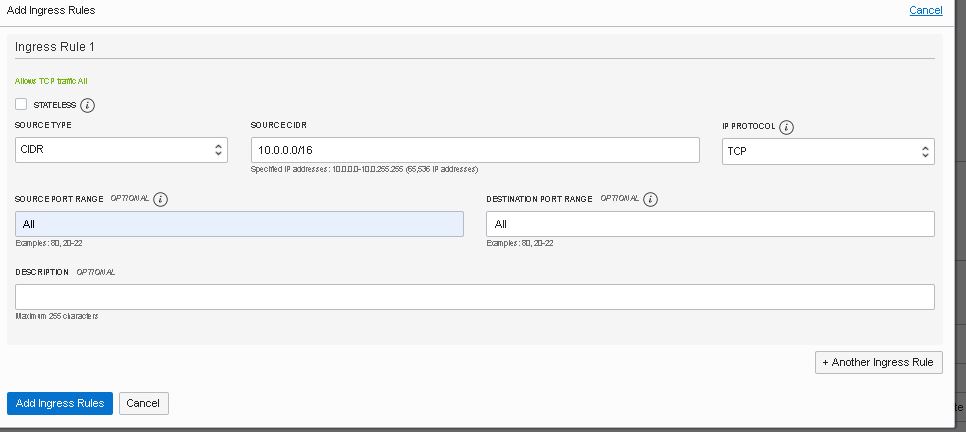 Add Ingress Rules
Cancel
Ingress Rule 1
Allows TCP traffic All
STATELESS i
SOURCE TYPE
SOURCE CIDR
IP PROTOCOL i
CIDR
10.0.0.0/16
TCP
Specified IP addresses: 10.0.0.0-10.0.255.255 (65,536 IP addresses)
SOURCE PORT RANGE OPTIONAL i
DESTINATION PORT RANGE OPTIONAL i
All
All
Examples: 80, 20-22
Examples: 80, 20-22
DESCRIPTION OPTIONAL
Maximum 255 characters
+ Another Ingress Rule
Add Ingress Rules
Cancel